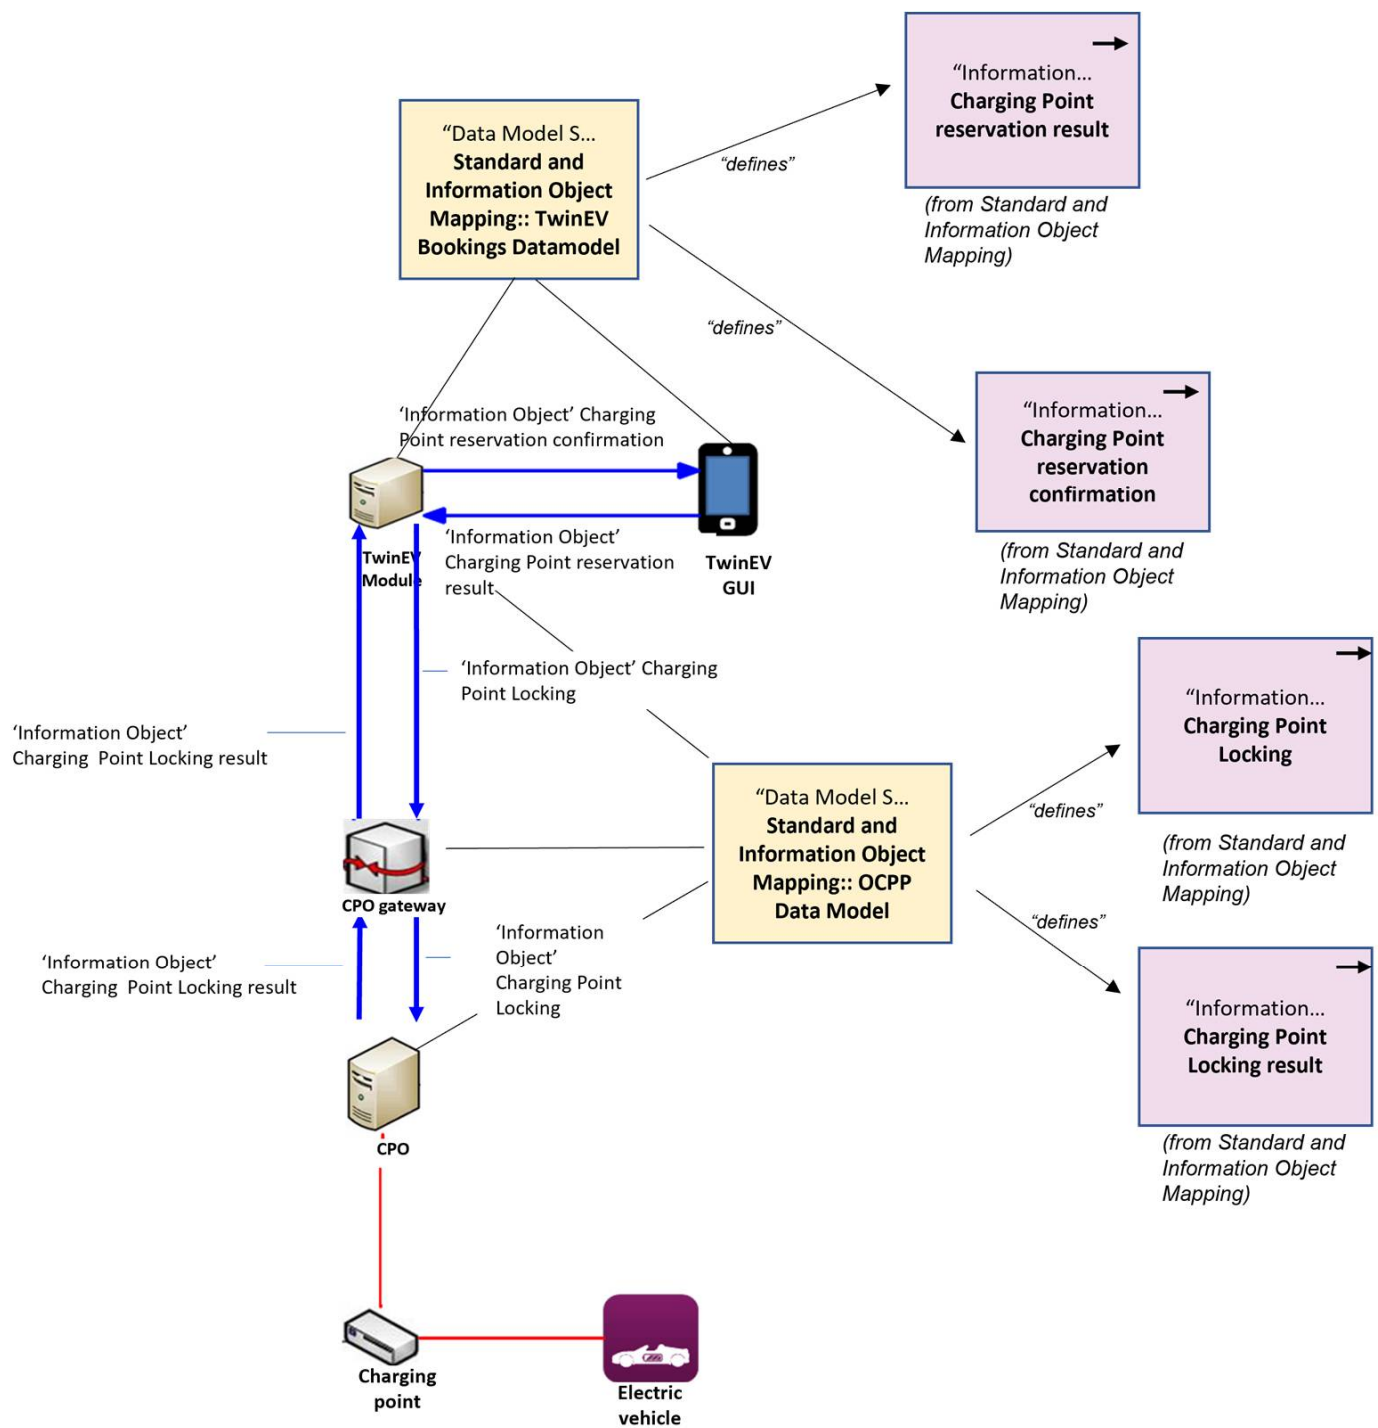 “Information...
Charging Point
reservation result
(from Standard and
Information Object
Mapping)
“Data Model S...
Standard and
Information Object
Mapping:: TwinEV
Bookings Datamodel
“defines”
“defines”
“Information...
Charging Point
reservation
confirmation
(from Standard and
Information Object
Mapping)
‘Information Object’ Charging
Point reservation confirmation
‘Information Object’
Charging Point reservation
result
TwinEV
Module
TwinEV
GUI
‘Information Object’ Charging
Point Locking
‘Information Object’
Charging Point Locking result
“Information...
Charging Point
Locking
(from Standard and
Information Object
Mapping)
“Data Model S...
Standard and
Information Object
Mapping:: OCPP
Data Model
“defines”
“defines”
CPO gateway
‘Information
Object’
Charging Point
Locking
‘Information Object’
Charging Point Locking result
“Information...
Charging Point
Locking result
(from Standard and
Information Object
Mapping)
CPO
Charging
point
Electric
vehicle